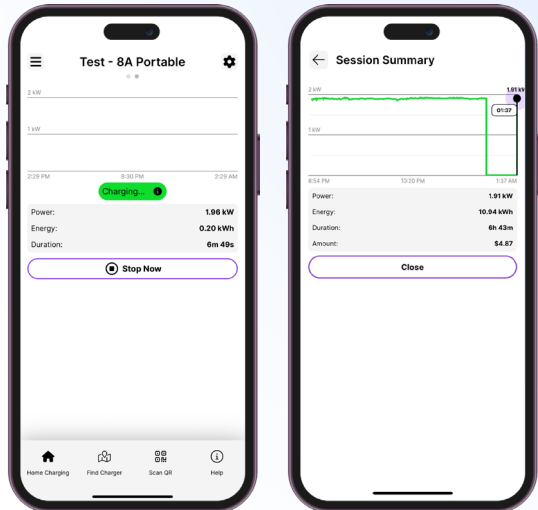 Test - 8A Portable
2 kW
1 kW
2:29 PM 8:30 PM 2:29 AM
Charging...
Power: 1.96 kW
Energy: 0.20 kWh
Duration: 6m 49s
Stop Now
Home Charging Find Charger Scan QR Help
Session Summary
2 kW 1.91 kW
01:37
1 kW
8:54 PM 10:20 PM 1:37 AM
Power: 1.91 kW
Energy: 10.94 kWh
Duration: 6h 43m
Amount: $4.87
Close